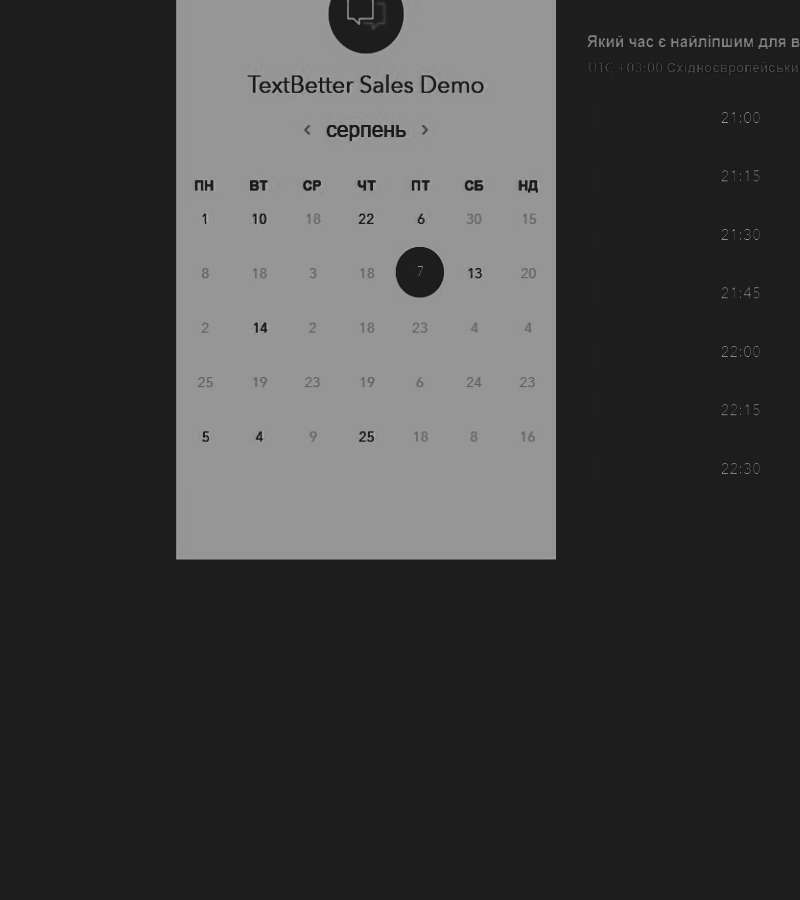 TextBetter Sales Demo
серпень
ПН ВТ СР ЧТ ПТ СБ НД
1 10 18 22 6 30 15
8 18 3 18 7 13 20
2 14 2 18 23 4 4
25 19 23 19 6 24 23
5 4 9 25 18 8 16
Який час є найліпшим для в
UTC +03:00 Східноєвропейськи
21:00
21:15
21:30
21:45
22:00
22:15
22:30